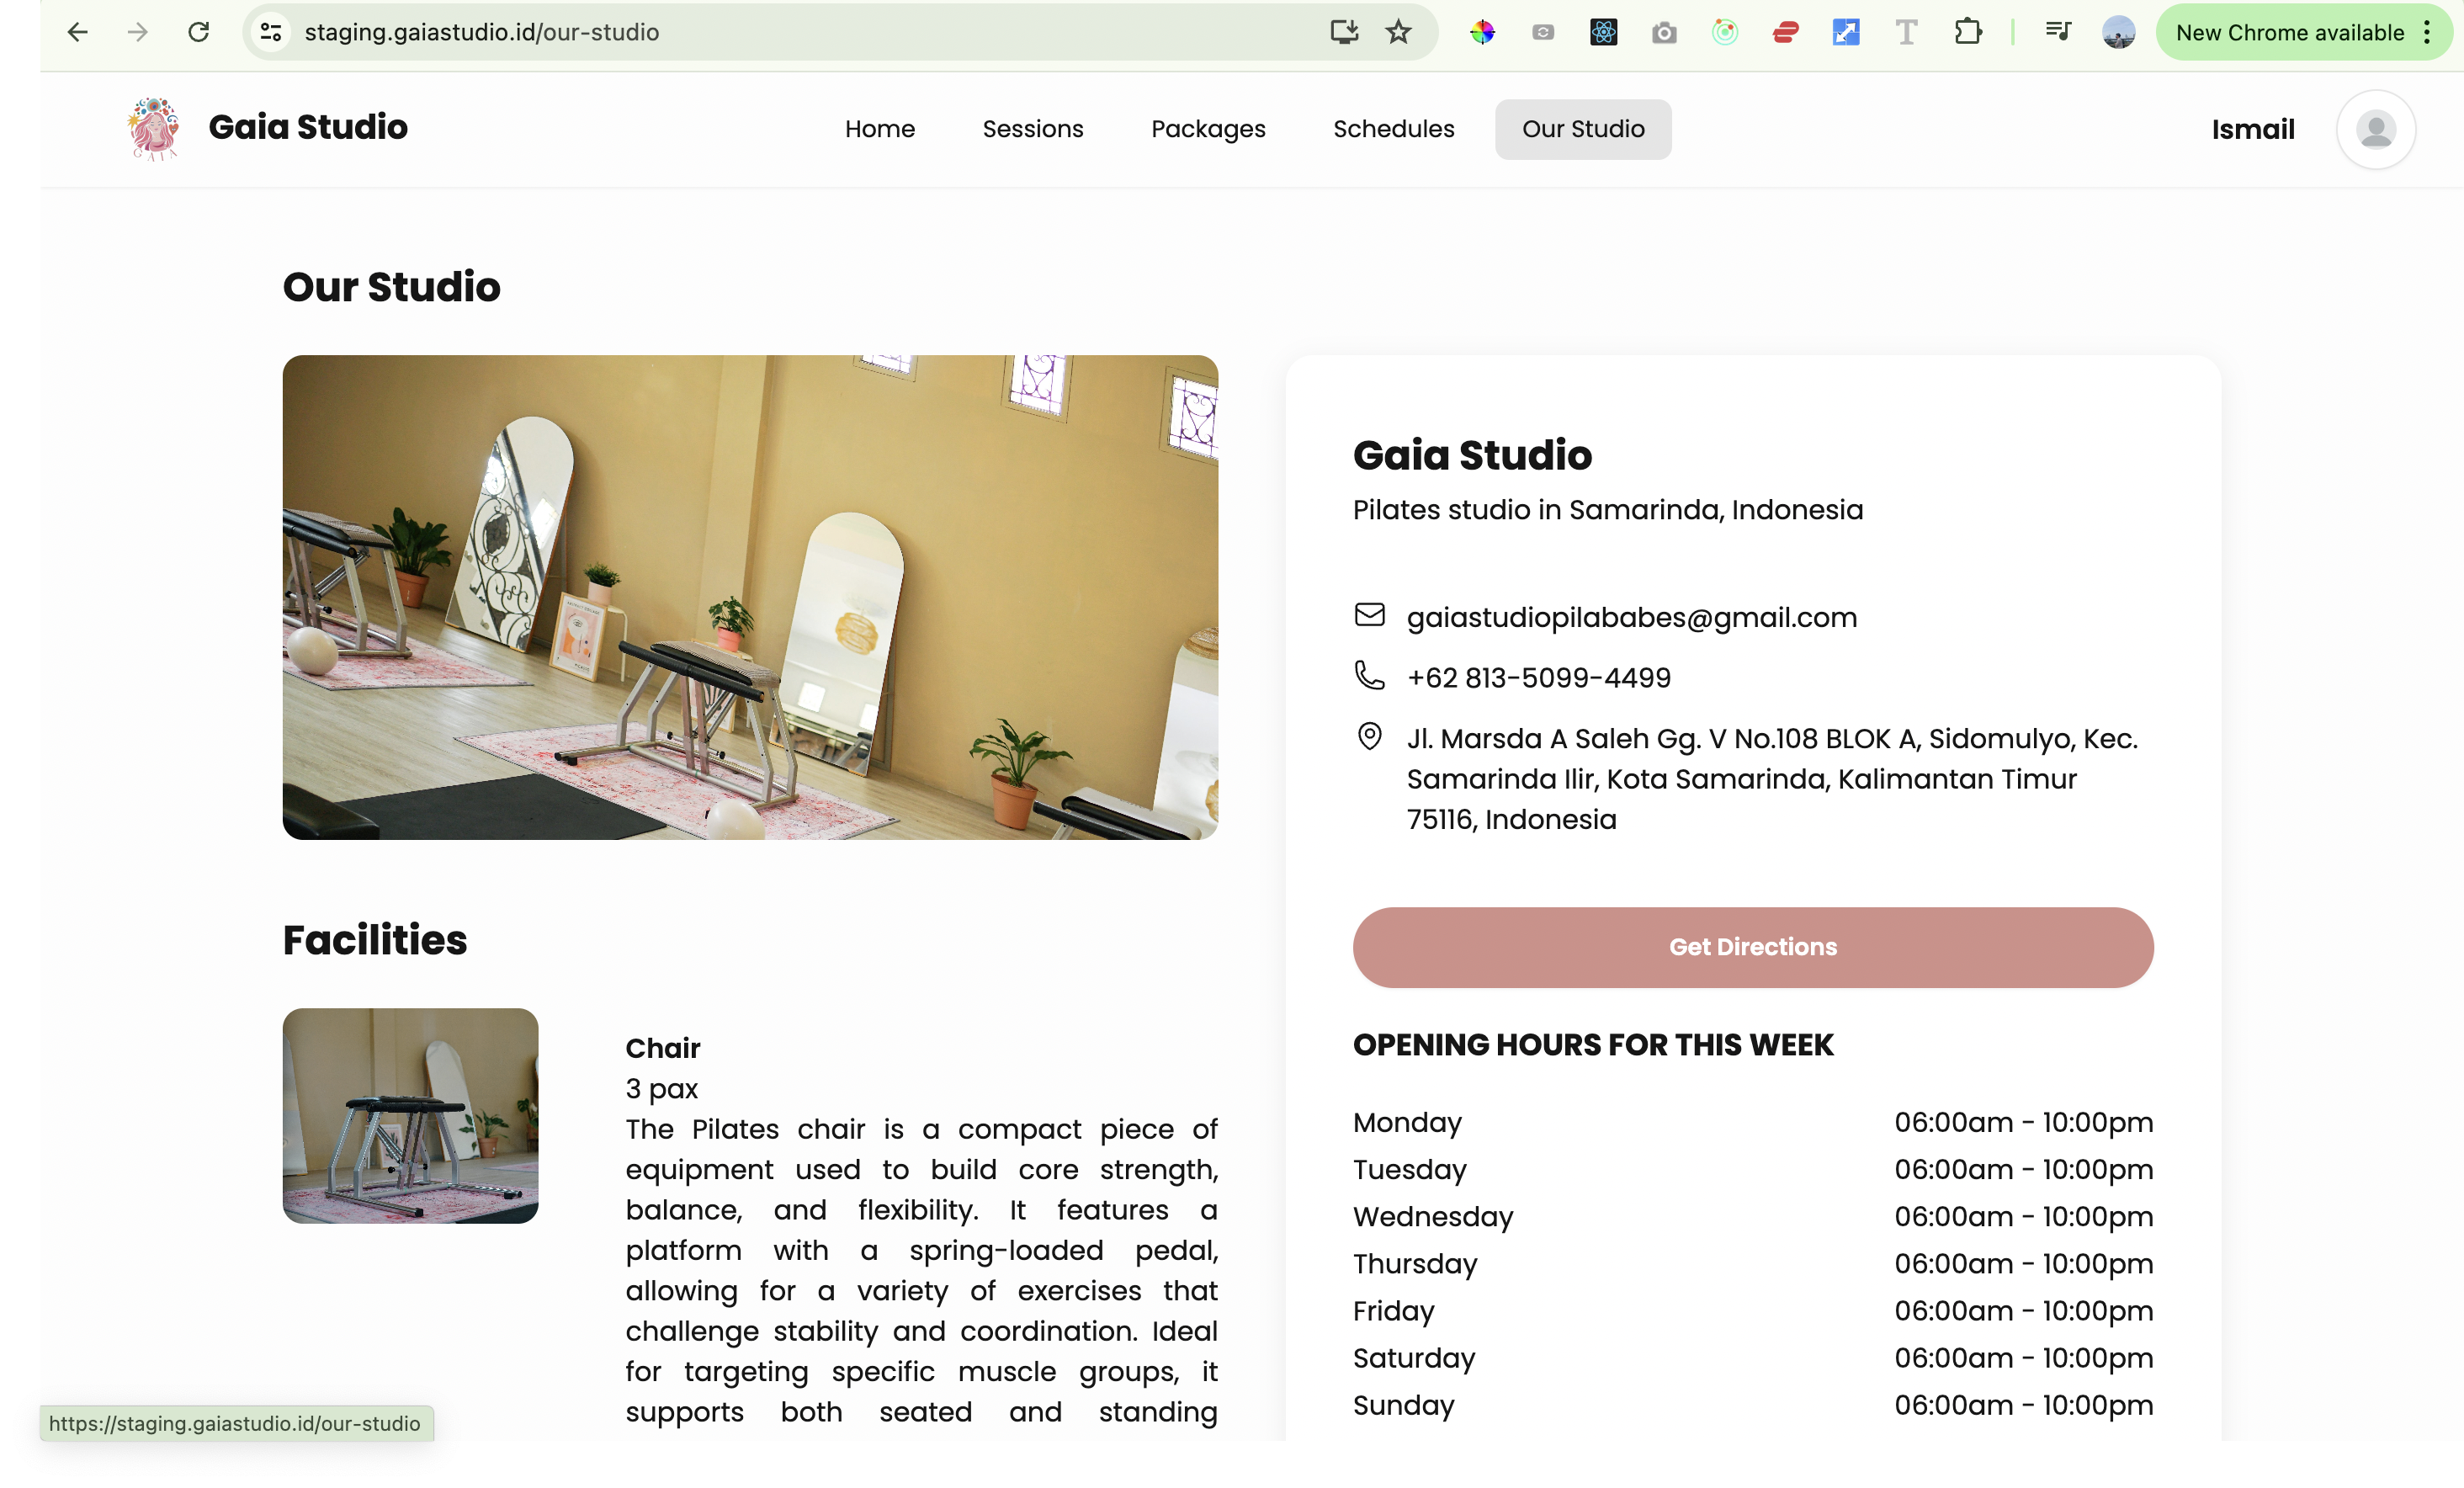 staging.gaiastudio.id/our-studio
New Chrome available
GAIA
Gaia Studio
Home
Sessions
Packages
Schedules
Our Studio
Ismail
Our Studio
Gaia Studio
Pilates studio in Samarinda, Indonesia
gaiastudiopilababes@gmail.com
+62 813-5099-4499
Jl. Marsda A Saleh Gg. V No.108 BLOK A, Sidomulyo, Kec.
Samarinda Ilir, Kota Samarinda, Kalimantan Timur
75116, Indonesia
Get Directions
OPENING HOURS FOR THIS WEEK
Monday 06:00am - 10:00pm
Tuesday 06:00am - 10:00pm
Wednesday 06:00am - 10:00pm
Thursday 06:00am - 10:00pm
Friday 06:00am - 10:00pm
Saturday 06:00am - 10:00pm
Sunday 06:00am - 10:00pm
Facilities
Chair
3 pax
The Pilates chair is a compact piece of
equipment used to build core strength,
balance, and flexibility. It features a
platform with a spring-loaded pedal,
allowing for a variety of exercises that
challenge stability and coordination. Ideal
for targeting specific muscle groups, it
supports both seated and standing
https://staging.gaiastudio.id/our-studio